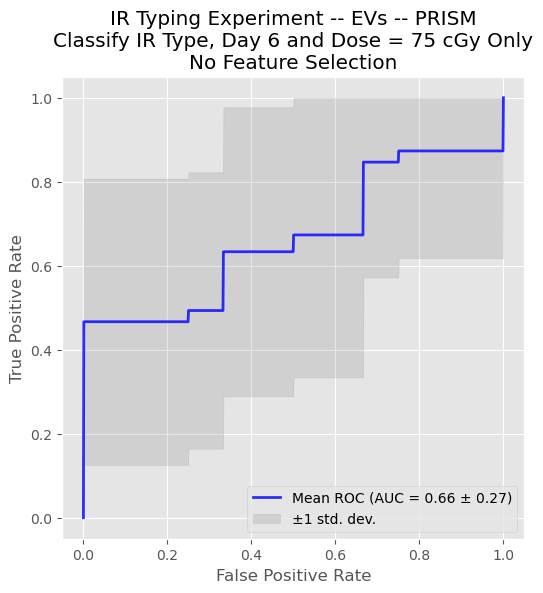 IR Typing Experiment -- EVs -- PRISM
Classify IR Type, Day 6 and Dose = 75 cGy Only
No Feature Selection
1.0
0.8
0.6
0.4
0.2
0.0
True Positive Rate
Mean ROC (AUC = 0.66 ± 0.27)
±1 std. dev.
0.0 0.2 0.4 0.6 0.8 1.0
False Positive Rate